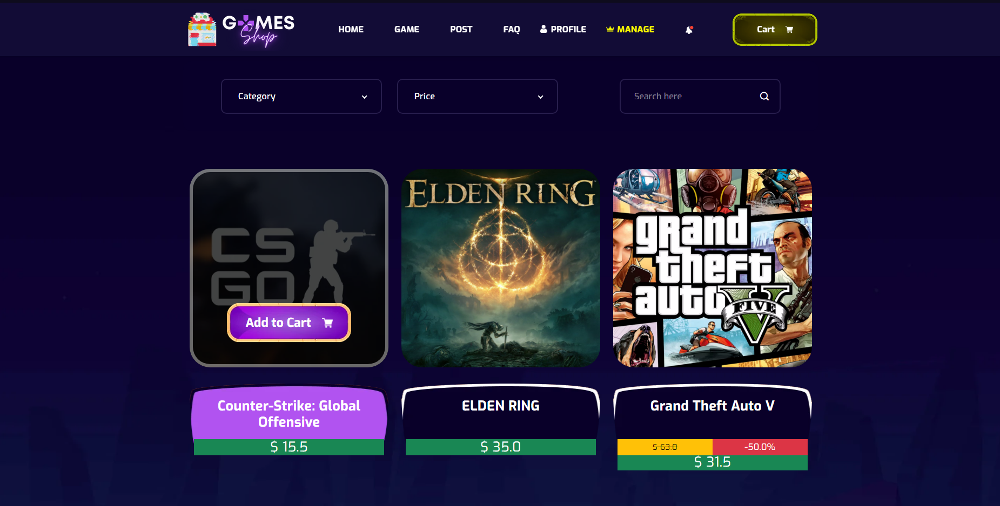 GAMES
Shop
HOME
GAME
POST
FAQ
PROFILE
MANAGE
Cart
Category
Price
Search here
CS
GO
Add to Cart
ELDEN RING
grand
theft
auto
V
FIVE
Counter-Strike: Global
Offensive
$ 15.5
ELDEN RING
$ 35.0
Grand Theft Auto V
$ 63.0
-50.0%
$ 31.5